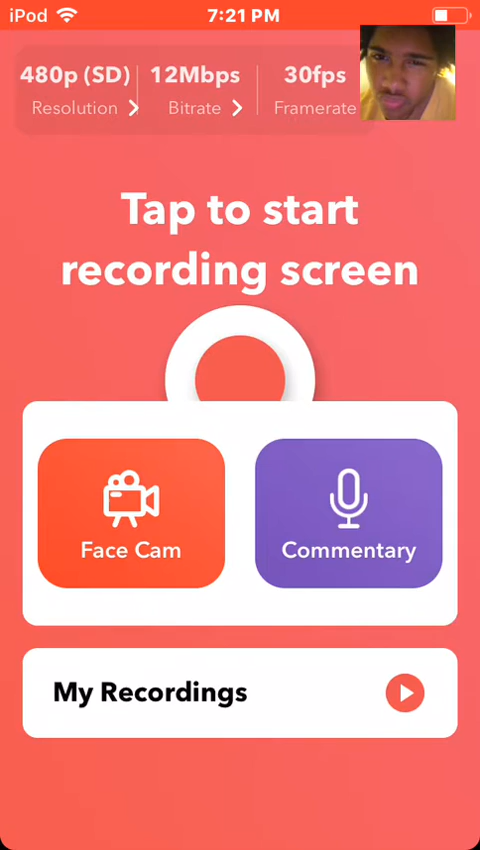 iPod 7:21 PM
480p (SD) 12Mbps 30fps
Resolution Bitrate Framerate
Tap to start
recording screen
Face Cam Commentary
My Recordings